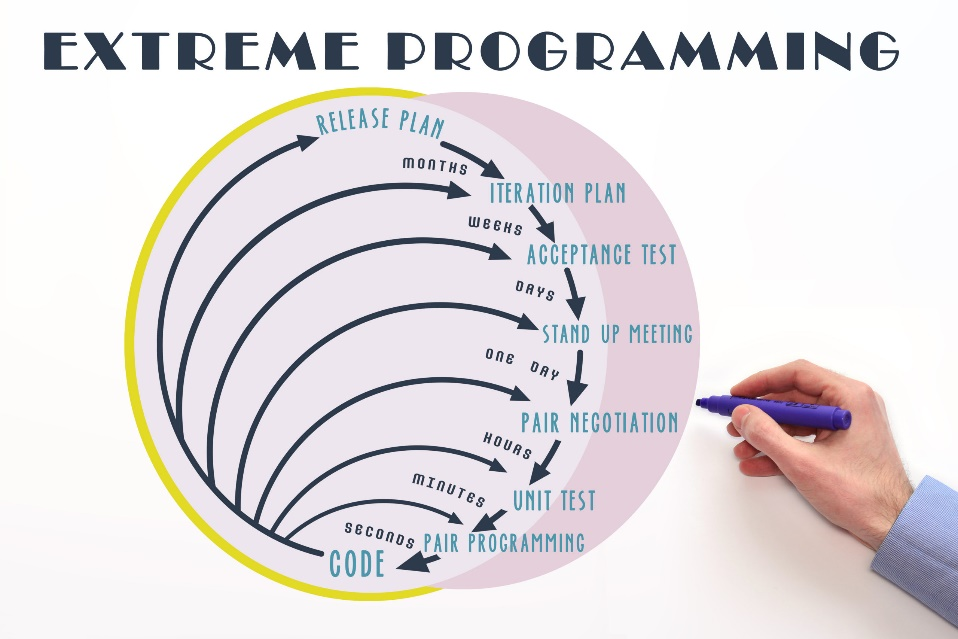 EXTREME PROGRAMMING
RELEASE PLAN
MONTHS
ITERATION PLAN
WEEKS
ACCEPTANCE TEST
DAYS
STAND UP MEETING
ONE DAY
PAIR NEGOTIATION
HOURS
UNIT TEST
MINUTES
PAIR PROGRAMMING
SECONDS
CODE